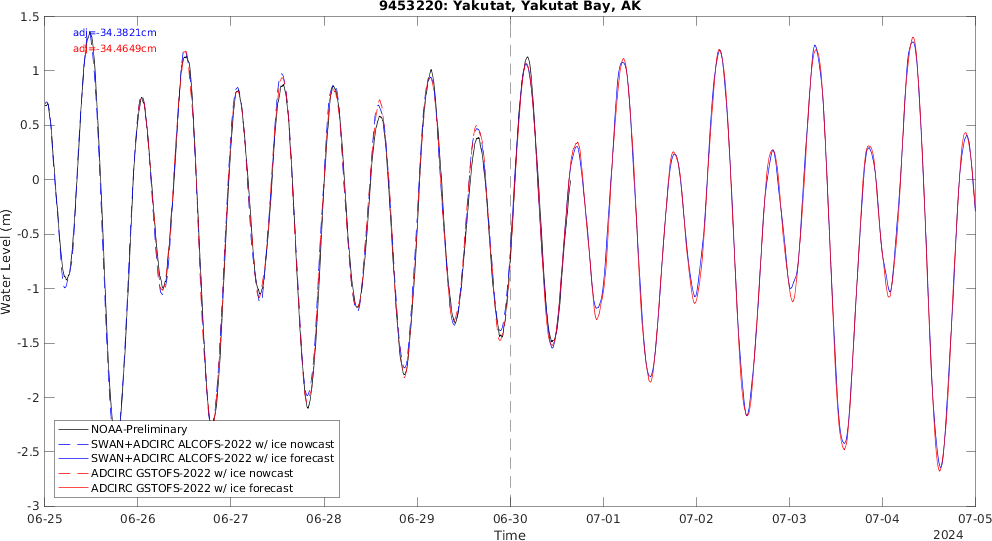 9453220: Yakutat, Yakutat Bay, AK
adj=-34.3821cm
adj=-34.4649cm
Water Level (m)
1.5
1
0.5
0
-0.5
-1
-1.5
-2
-2.5
-3
NOAA-Preliminary
SWAN+ADCIRC ALCOFS-2022 w/ ice nowcast
SWAN+ADCIRC ALCOFS-2022 w/ ice forecast
ADCIRC GSTOFS-2022 w/ ice nowcast
ADCIRC GSTOFS-2022 w/ ice forecast
06-25 06-26 06-27 06-28 06-29 06-30 07-01 07-02 07-03 07-04 07-05
Time
2024